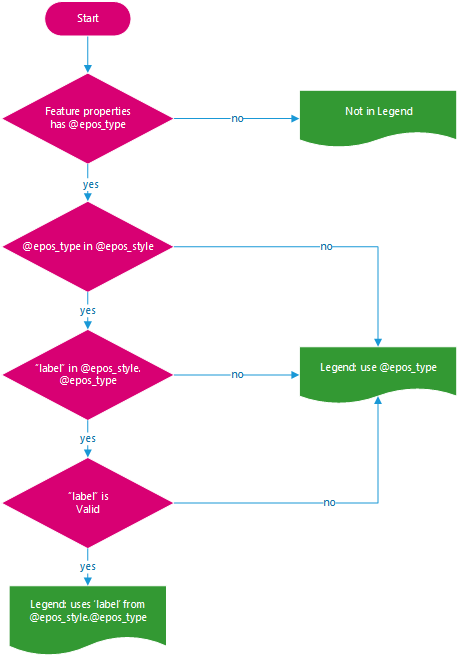 Start
Feature properties
has @epos_type
no
Not in Legend
yes
@epos_type in @epos_style
no
yes
"label" in @epos_style.
@epos_type
no
Legend: use @epos_type
yes
"label" is
Valid
no
yes
Legend: uses 'label' from
@epos_style.@epos_type